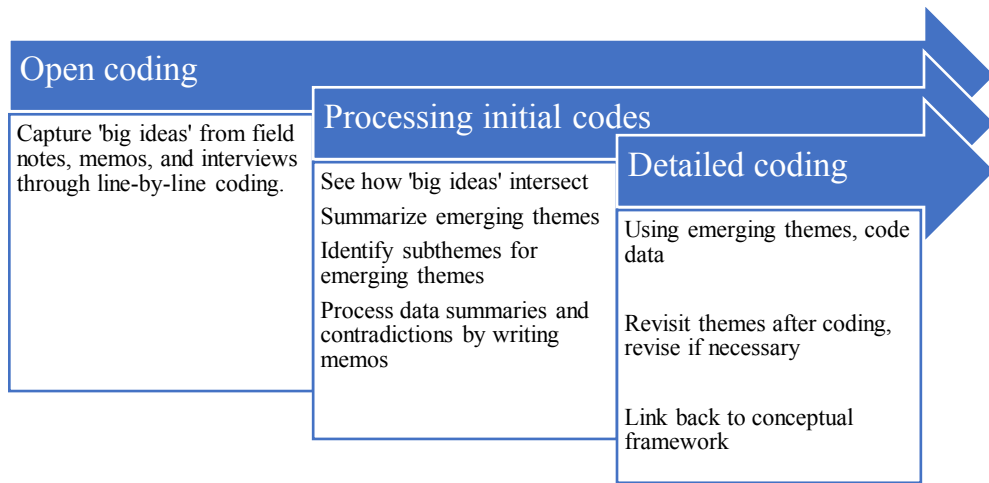 Open coding
Capture 'big ideas' from field
notes, memos, and interviews
through line-by-line coding.
Processing initial codes
See how 'big ideas' intersect
Summarize emerging themes
Identify subthemes for
emerging themes
Process data summaries and
contradictions by writing
memos
Detailed coding
Using emerging themes, code
data
Revisit themes after coding,
revise if necessary
Link back to conceptual
framework